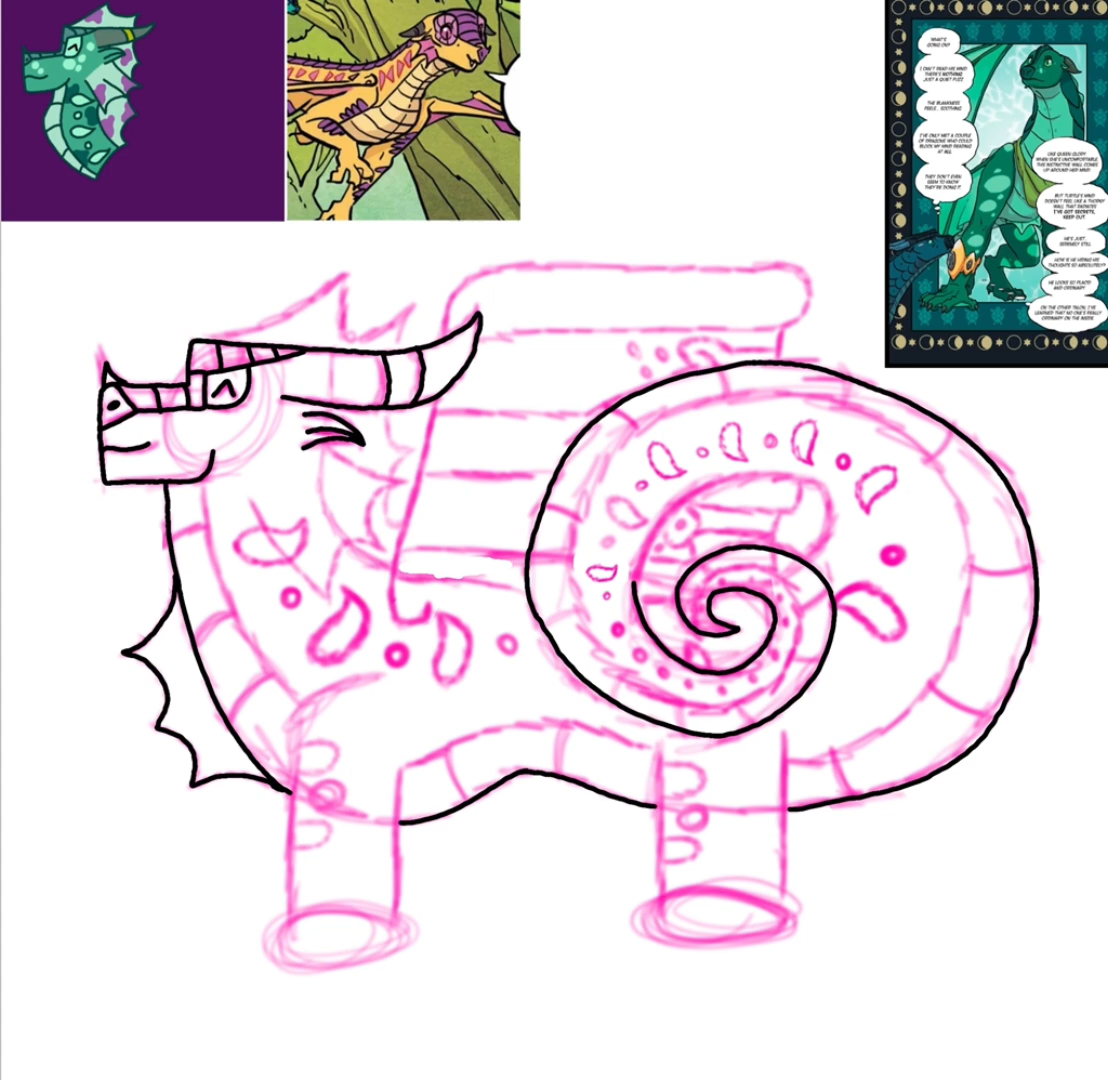 WHAT'S
GOING ON?
I CAN'T READ HIS MIND.
THERE'S NOTHING.
JUST A QUIET FUZZ
THE BLANKNESS
FEELS... SOOTHING.
I'VE ONLY MET A COUPLE
OF DRAGONS WHO COULD
BLOCK MY MIND READING
AT ALL.
THEY DON'T EVEN
SEEM TO KNOW
THEY'RE DOING IT.
LIKE QUEEN GLORY:
WHEN SHE'S UNCOMFORTABLE,
THIS INSTINCTIVE WALL COMES
UP AROUND HER MIND.
BUT TURTLE'S MIND
DOESN'T FEEL LIKE A THORNY
WALL THAT RADIATES
I'VE GOT SECRETS,
KEEP OUT.
HE'S JUST...
SERENELY STILL.
HOW IS HE HIDING HIS
THOUGHTS SO ABSOLUTELY?
HE LOOKS SO PLACID
AND ORDINARY.
ON THE OTHER TALON, I'VE
LEARNED THAT NO ONE'S REALLY
ORDINARY ON THE INSIDE.